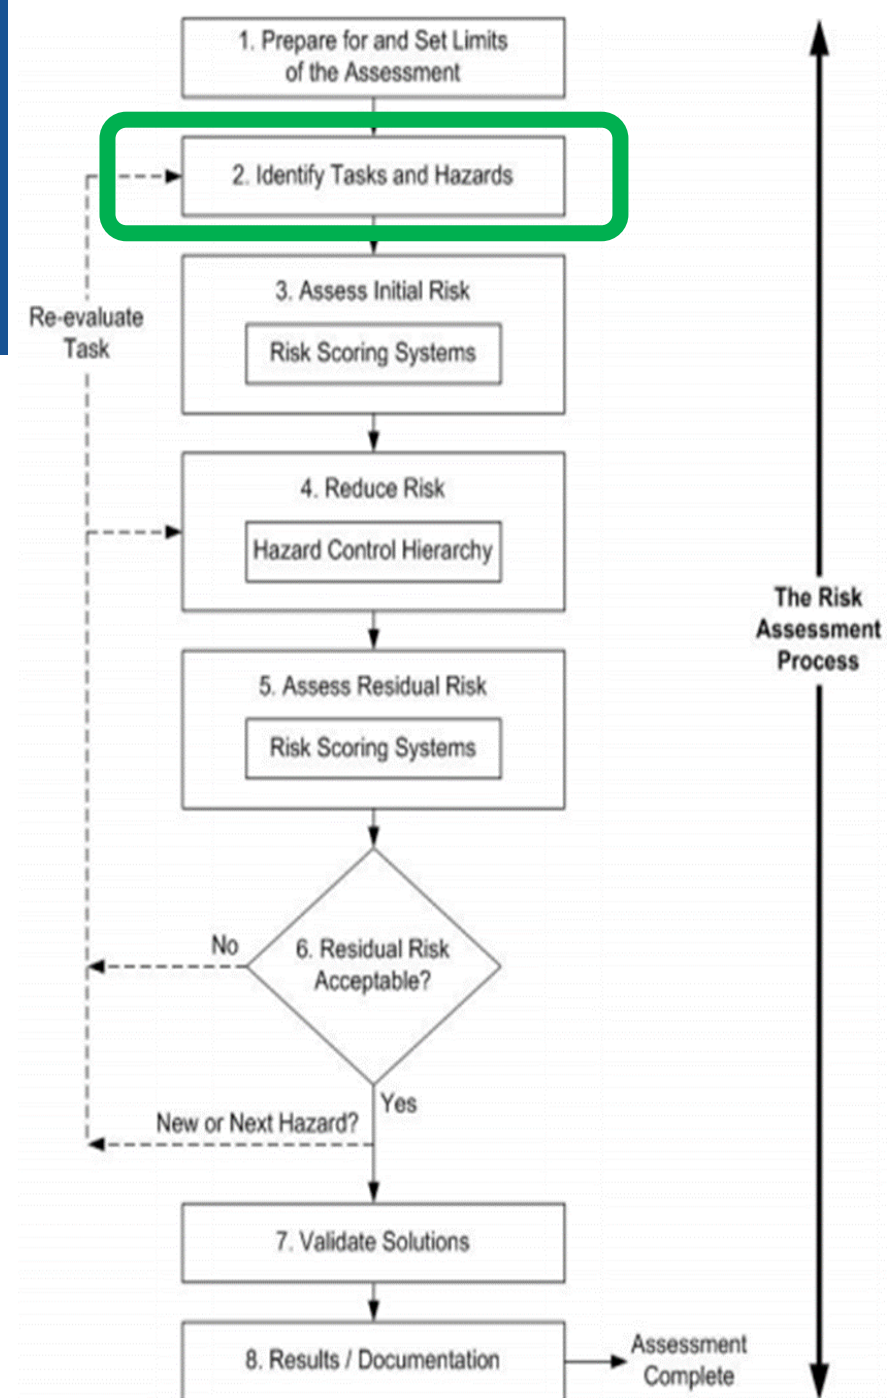 1. Prepare for and Set Limits
of the Assessment
2. Identify Tasks and Hazards
3. Assess Initial Risk
Risk Scoring Systems
Re-evaluate
Task
4. Reduce Risk
Hazard Control Hierarchy
The Risk
Assessment
Process
5. Assess Residual Risk
Risk Scoring Systems
No
6. Residual Risk
Acceptable?
Yes
New or Next Hazard?
7. Validate Solutions
8. Results / Documentation
Assessment
Complete